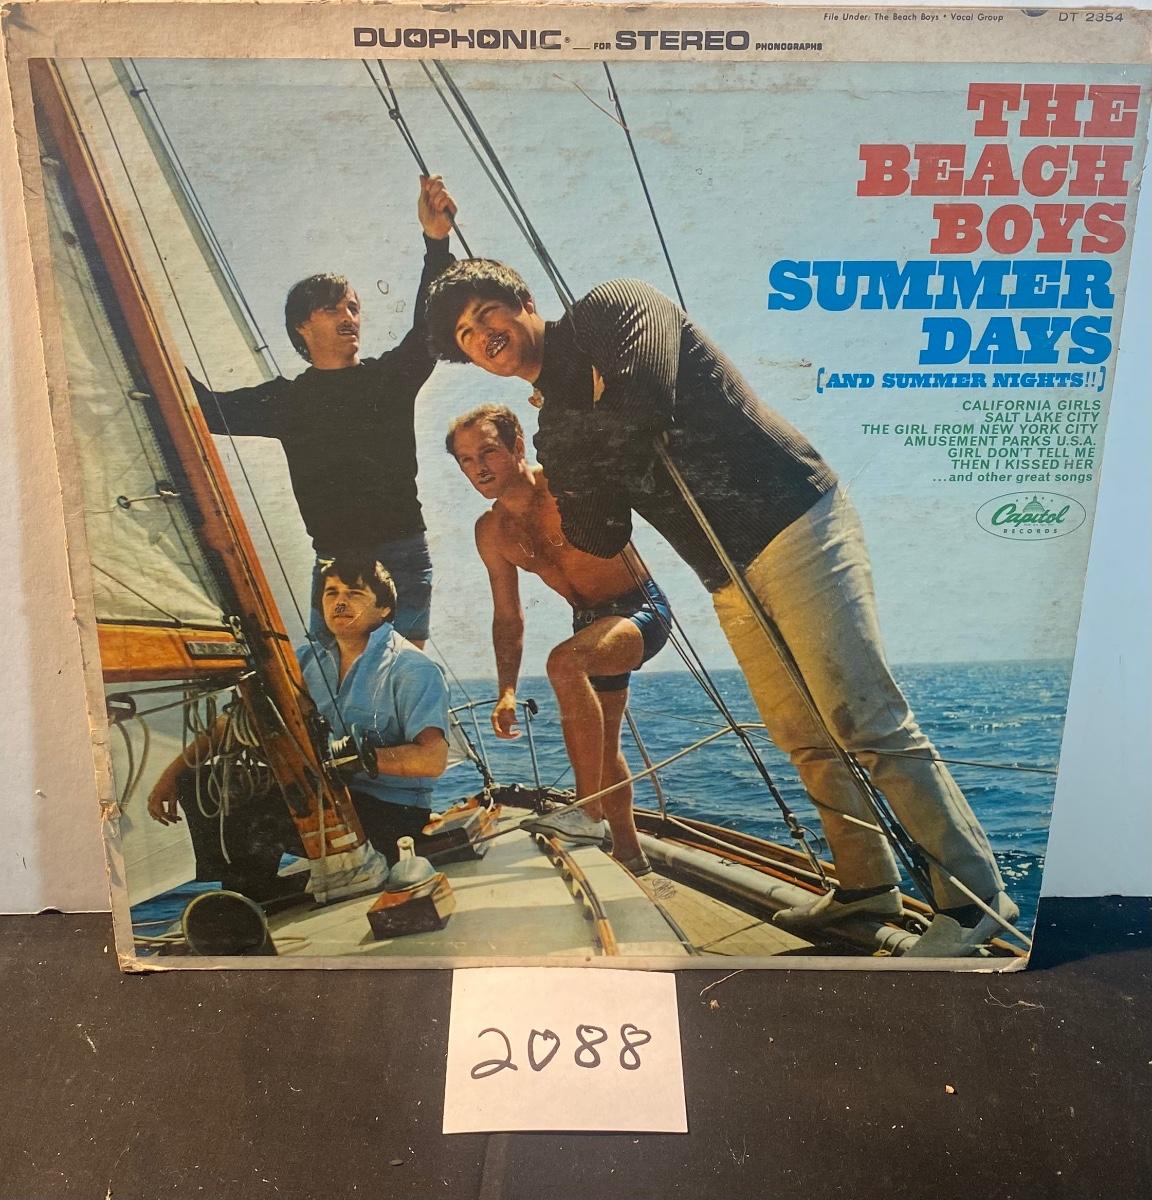 File Under: The Beach Boys • Vocal Group DT 2354
DUOPHONIC® FOR STEREO PHONOGRAPHS
THE
BEACH
BOYS
SUMMER
DAYS
(AND SUMMER NIGHTS!!)
CALIFORNIA GIRLS
SALT LAKE CITY
THE GIRL FROM NEW YORK CITY
AMUSEMENT PARKS U.S.A.
GIRL DON'T TELL ME
THEN I KISSED HER
...and other great songs
Capitol
RECORDS
2088